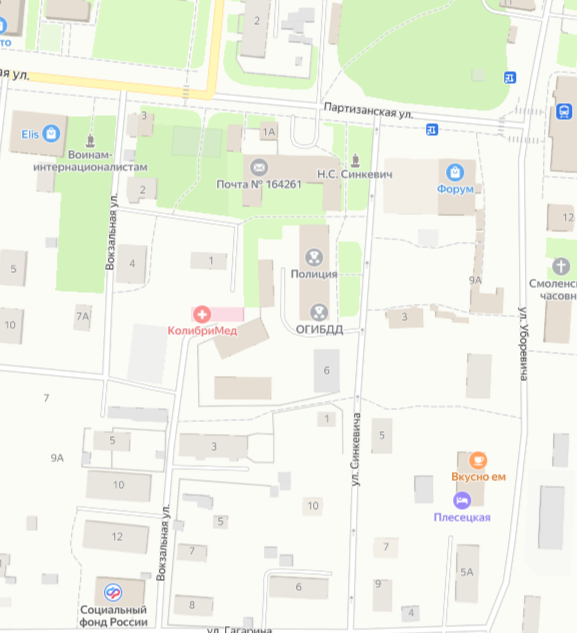 2
то
ая ул.
Партизанская ул.
3
1А
Elis
Воинам-
интернационалистам
Почта № 164261
Н.С. Синкевич
Форум
2
12
Вокзальная ул.
5
4
1
Полиция
9А
Смоленс
часовн
10
7А
КолибриМед
ОГИБДД
3
ул. Уборевича
6
7
1
ул. Синкевича
5
5
3
9А
Вкусно ем
10
Плесецкая
10
Вокзальная ул.
5
12
7
7
5А
6
9
Социальный
фонд России
8
4
ул. Гагарина